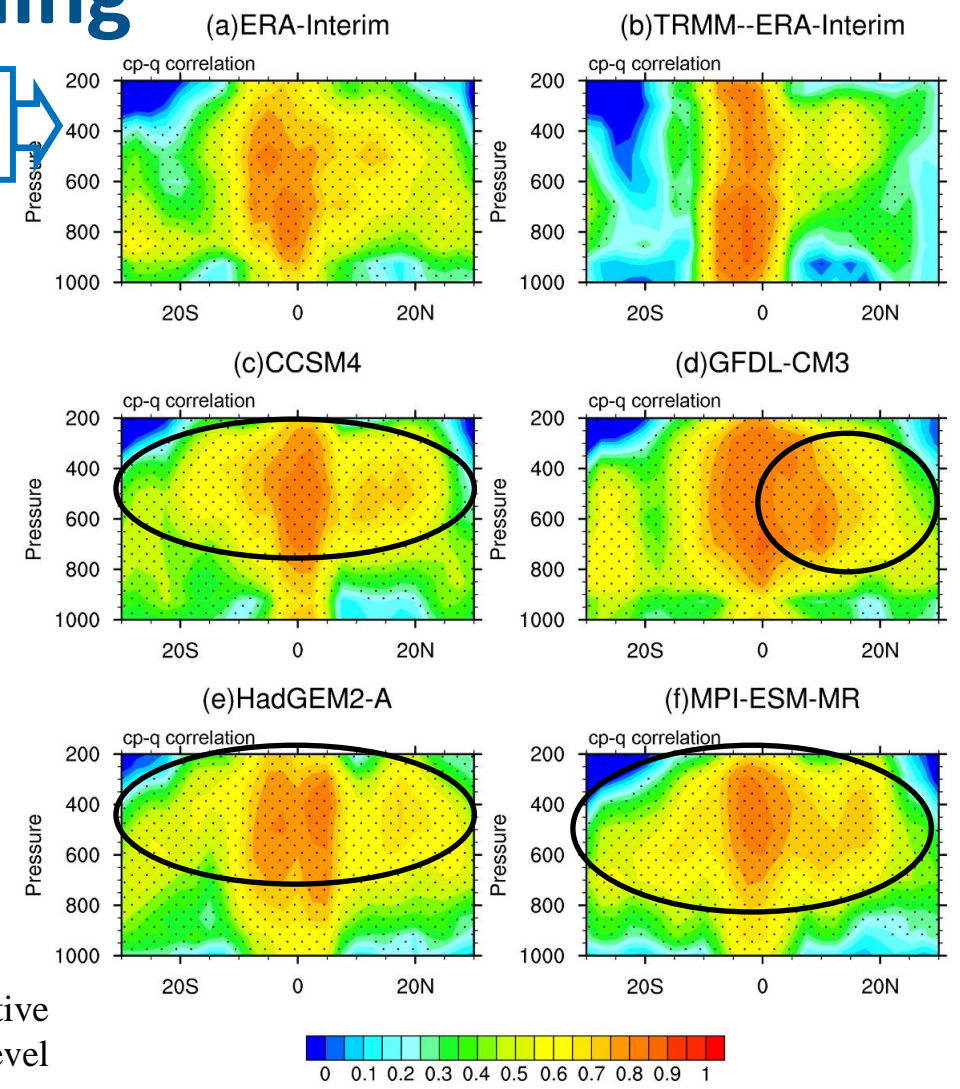 (a)ERA-Interim
cp-q correlation
200
400
600
800
1000
Pressure
20S 0 20N
(b)TRMM--ERA-Interim
cp-q correlation
200
400
600
800
1000
Pressure
20S 0 20N
(c)CCSM4
cp-q correlation
200
400
600
800
1000
Pressure
20S 0 20N
(d)GFDL-CM3
cp-q correlation
200
400
600
800
1000
Pressure
20S 0 20N
(e)HadGEM2-A
cp-q correlation
200
400
600
800
1000
Pressure
20S 0 20N
(f)MPI-ESM-MR
cp-q correlation
200
400
600
800
1000
Pressure
20S 0 20N
0 0.1 0.2 0.3 0.4 0.5 0.6 0.7 0.8 0.9 1